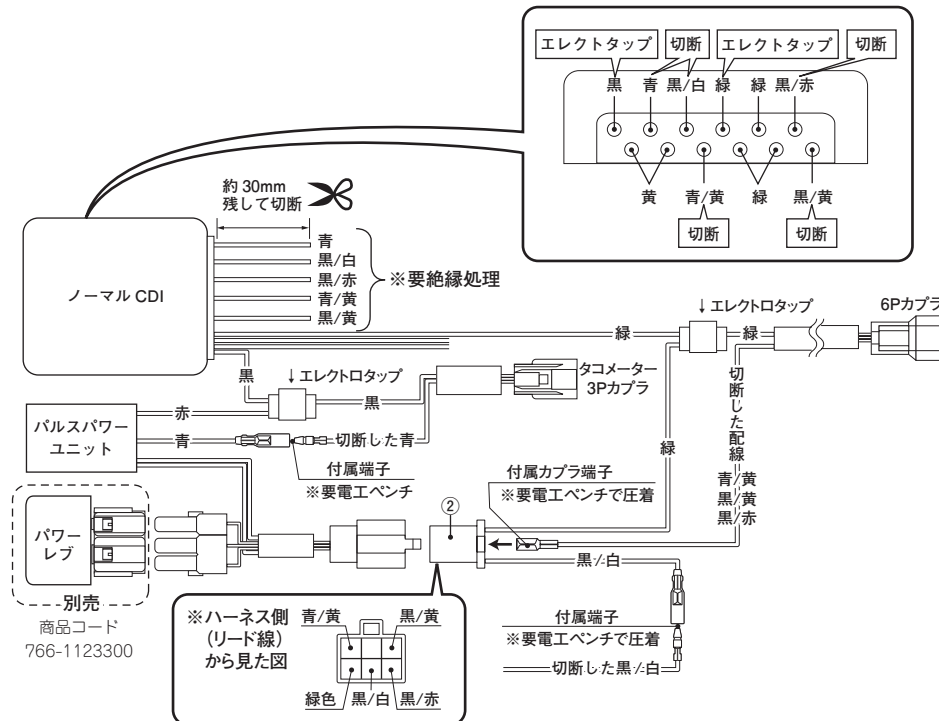 エレクトタップ 切断 エレクトタップ 切断
黒 青 黒/白 緑 緑 黒/赤
黄 青/黄 緑 黒/黄
切断 切断
約30mm
残して切断
ノーマル CDI
青
黒/白
黒/赤
青/黄
黒/黄
※要絶縁処理
緑
↓エレクトロタップ
緑
6Pカプラ
黒
↓エレクトロタップ
黒
タコメーター
3Pカプラ
パルスパワー
ユニット
赤
青
切断した青
付属端子
※要電工ペンチ
緑
切断した配線
青/黄
黒/黄
黒/赤
付属カプラ端子
※要電工ペンチで圧着
②
パワー
レブ
別売
商品コード
766-1123300
黒/白
付属端子
※要電工ペンチで圧着
切断した黒/白
※ハーネス側
(リード線)
から見た図
青/黄 黒/黄
緑色 黒/白 黒/赤